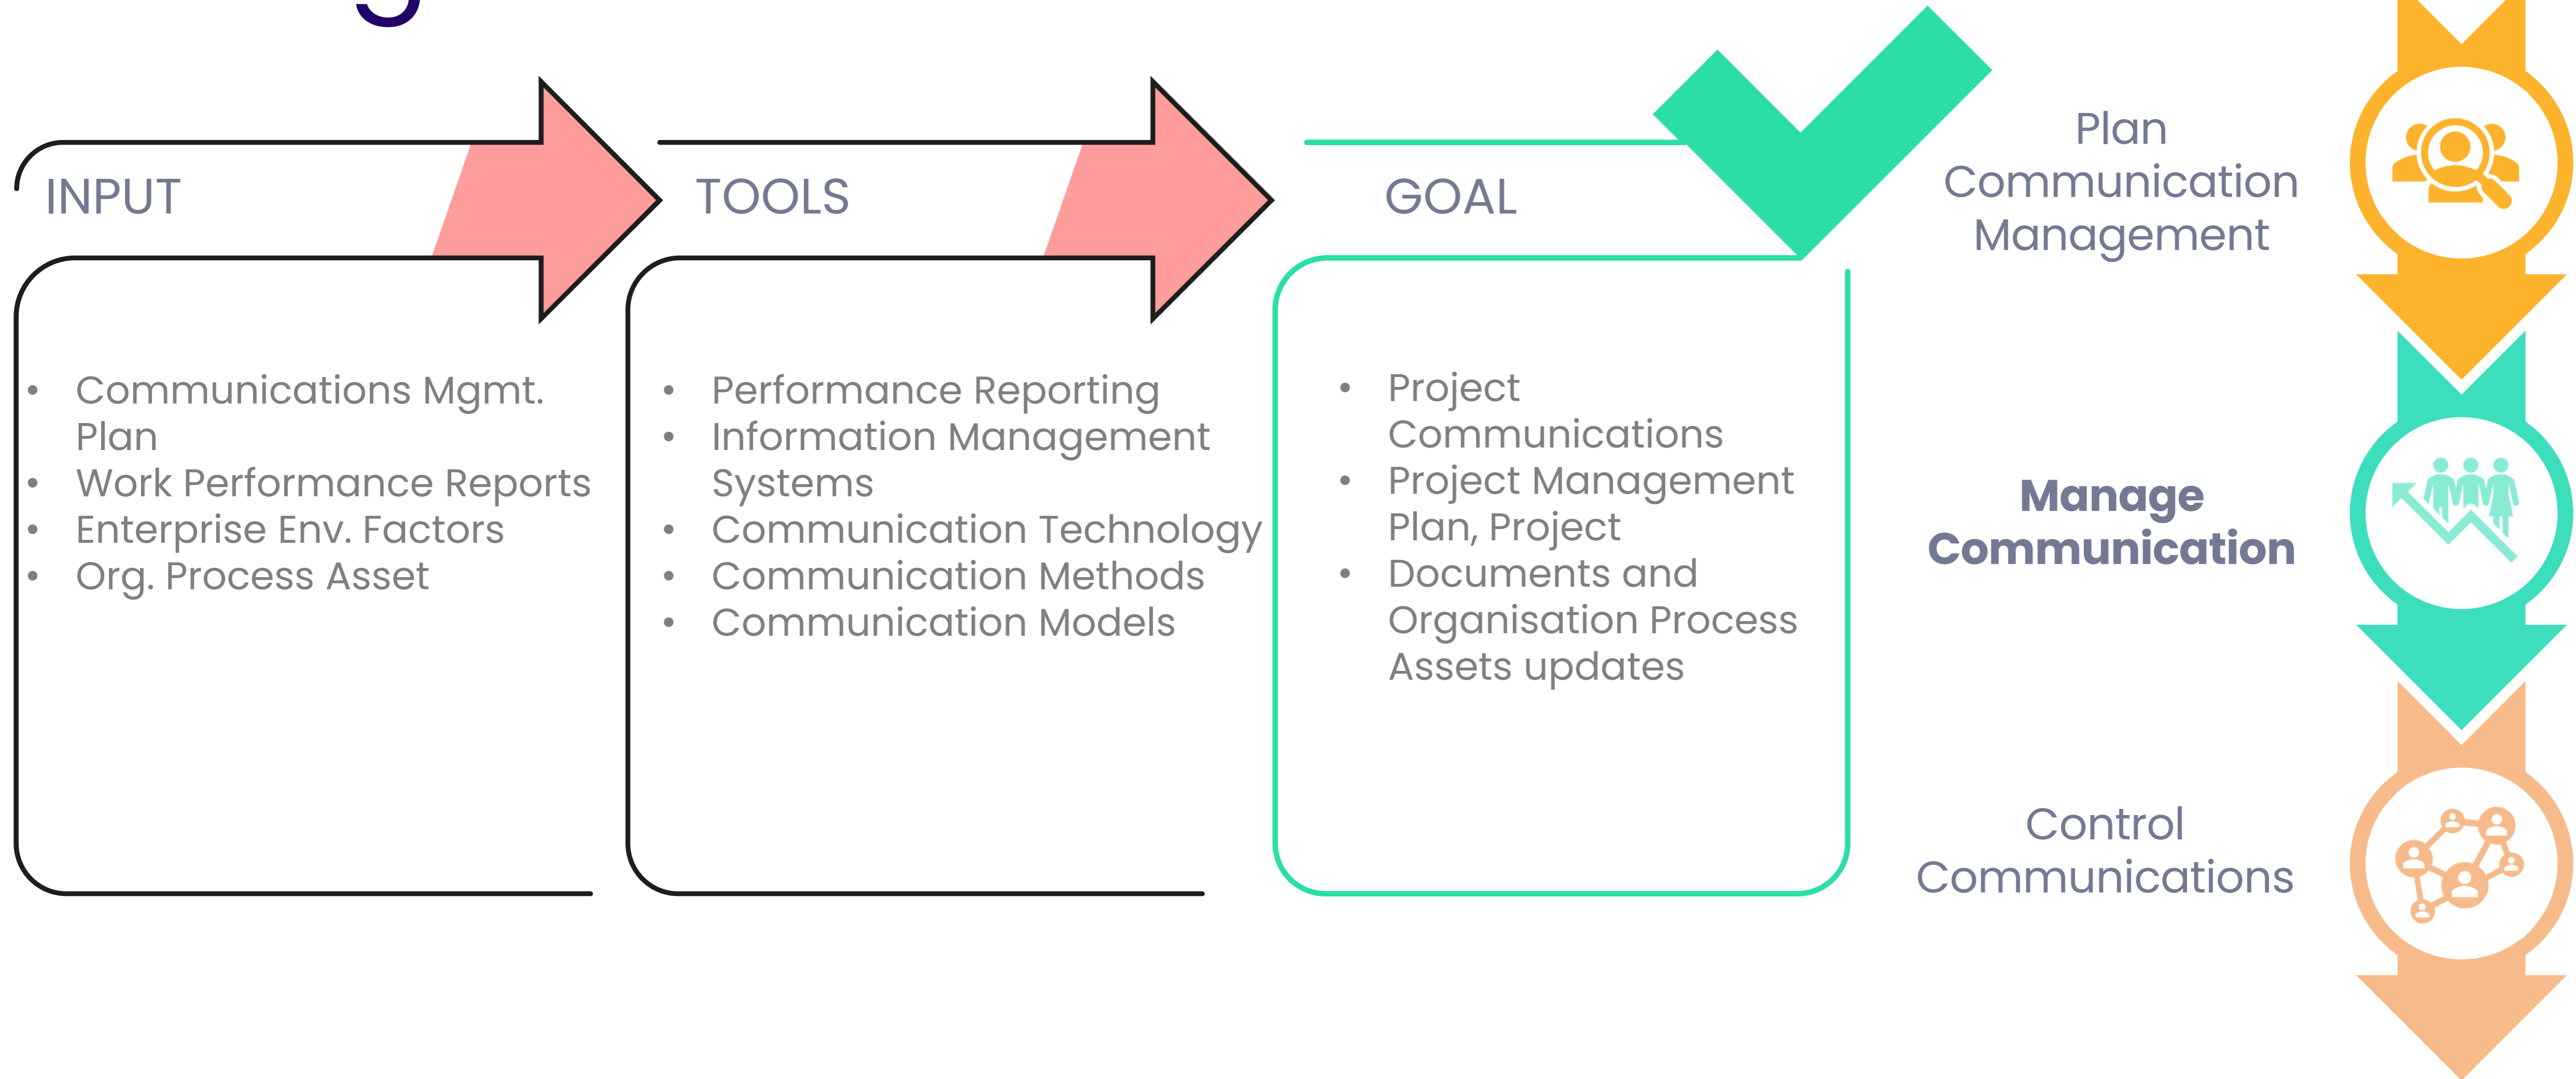 INPUT
• Communications Mgmt.
Plan
• Work Performance Reports
• Enterprise Env. Factors
• Org. Process Asset
TOOLS
• Performance Reporting
• Information Management
Systems
• Communication Technology
• Communication Methods
• Communication Models
GOAL
• Project
Communications
• Project Management
Plan, Project
• Documents and
Organisation Process
Assets updates
Plan
Communication
Management
Manage
Communication
Control
Communications